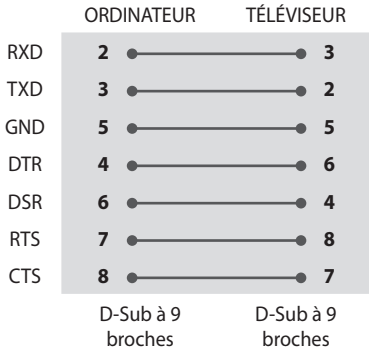 ORDINATEUR TÉLÉVISEUR
RXD 2 3
TXD 3 2
GND 5 5
DTR 4 6
DSR 6 4
RTS 7 8
CTS 8 7
D-Sub à 9 D-Sub à 9
broches broches